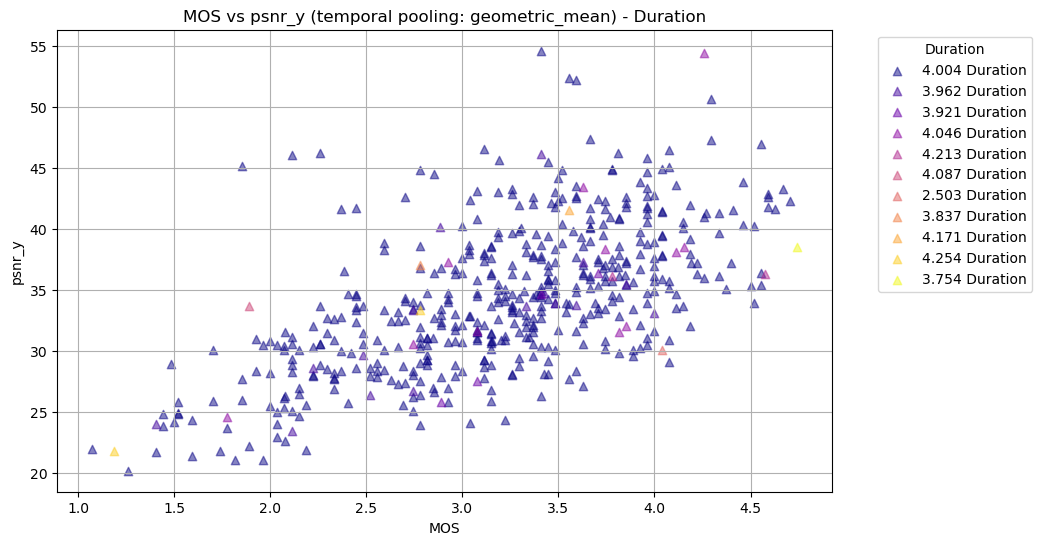 MOS vs psnr_y (temporal pooling: geometric_mean) - Duration
psnr_y
55
50
45
40
35
30
25
20
1.0 1.5 2.0 2.5 3.0 3.5 4.0 4.5
MOS
Duration
4.004 Duration
3.962 Duration
3.921 Duration
4.046 Duration
4.213 Duration
4.087 Duration
2.503 Duration
3.837 Duration
4.171 Duration
4.254 Duration
3.754 Duration